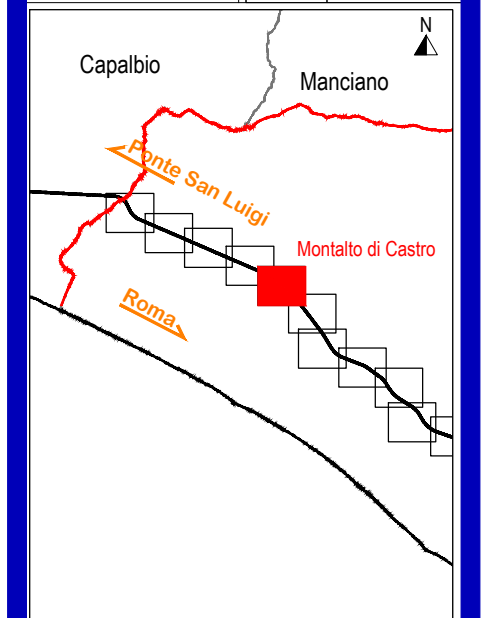 N
Capalbio
Manciano
Ponte San Luigi
Montalto di Castro
Roma